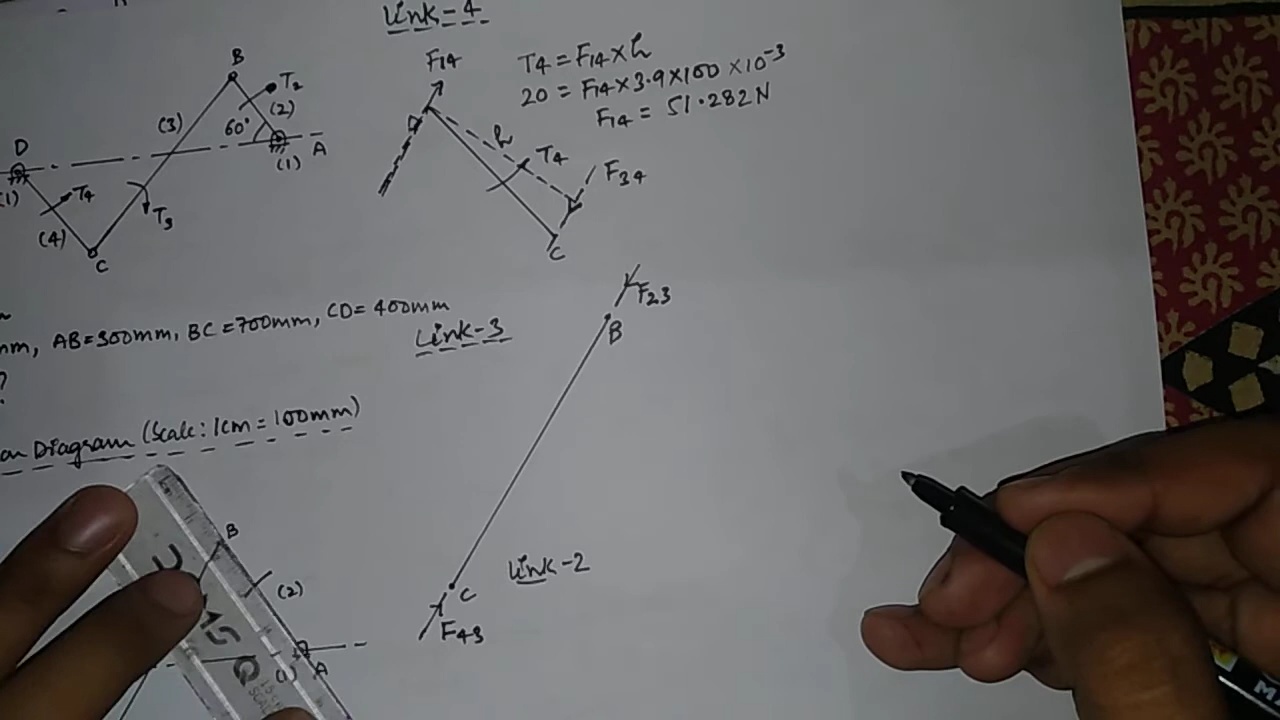 Link=4
B
T2
(2)
(3)
60°
D
A
(1)
T4
T3
(4)
C
F14
T4 = F14 × h
20 = F14 × 3.9 × 100 × 10-3
F14 = 51.282N
D
h
T4
F34
C
mm, AB=300mm, BC=700mm, CD=400mm
?
Diagram (Scale: 1cm = 100mm)
Link-3
F23
B
C
F43
Link-2
B
(2)
A
(1)